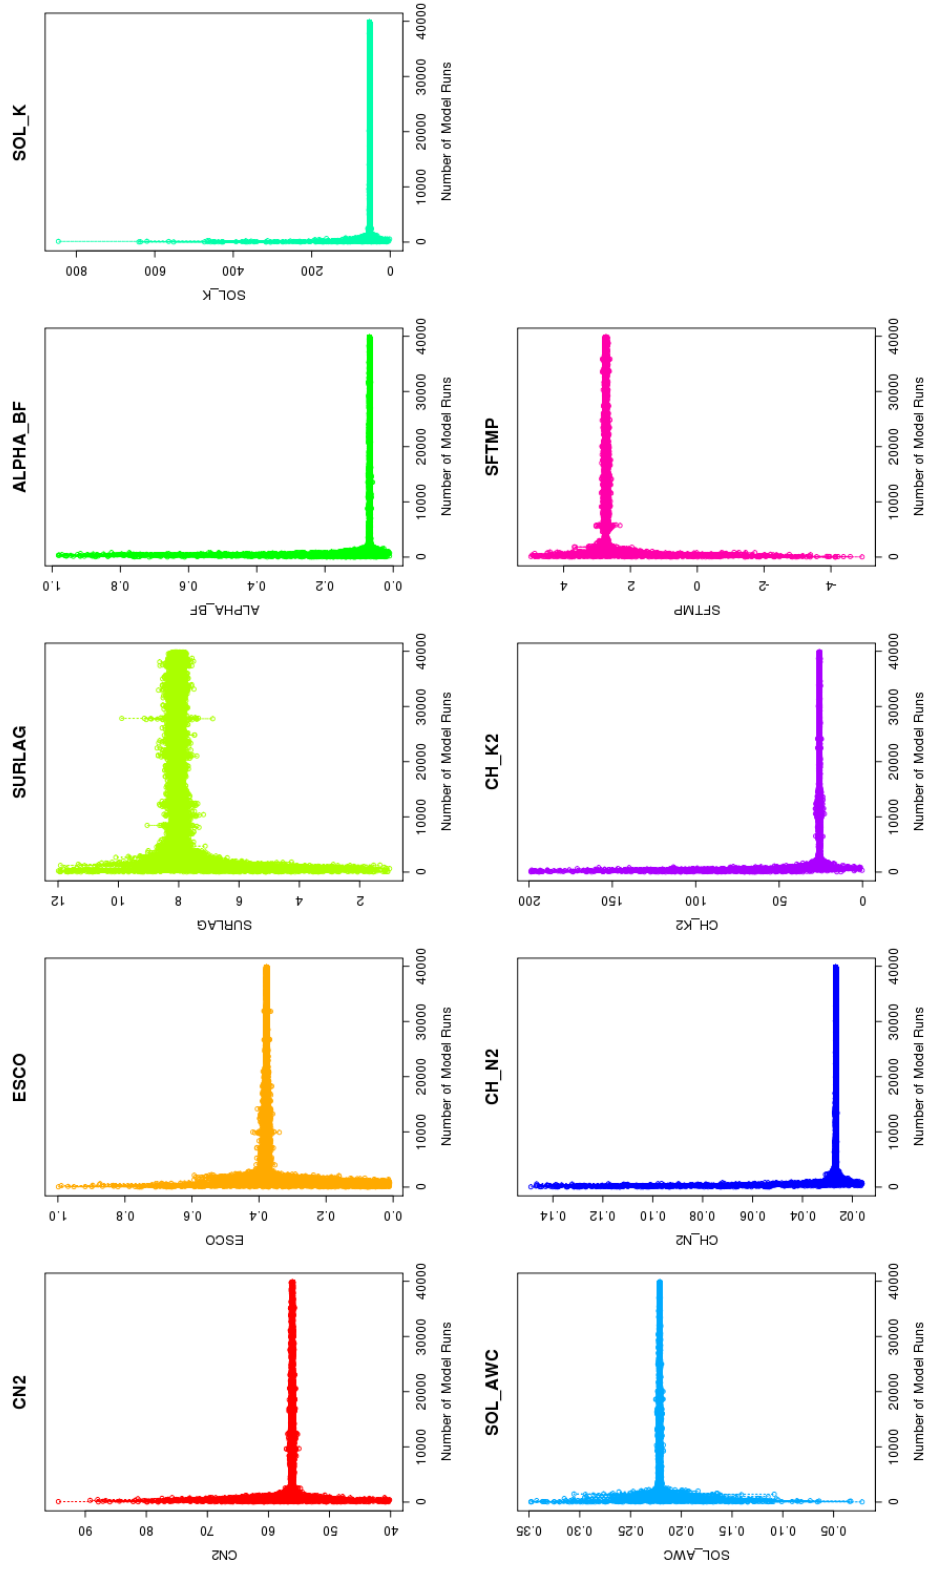 CN2
CN2
40 50 60 70 80 90
0 10000 20000 30000 40000
Number of Model Runs
ESCO
ESCO
0.0 0.2 0.4 0.6 0.8 1.0
0 10000 20000 30000 40000
Number of Model Runs
SURLAG
SURLAG
2 4 6 8 10 12
0 10000 20000 30000 40000
Number of Model Runs
ALPHA_BF
ALPHA_BF
0.0 0.2 0.4 0.6 0.8 1.0
0 10000 20000 30000 40000
Number of Model Runs
SOL_K
SOL_K
0 200 400 600 800
0 10000 20000 30000 40000
Number of Model Runs
SOL_AWC
SOL_AWC
0.05 0.10 0.15 0.20 0.25 0.30 0.35
0 10000 20000 30000 40000
Number of Model Runs
CH_N2
CH_N2
0.02 0.04 0.06 0.08 0.10 0.12 0.14
0 10000 20000 30000 40000
Number of Model Runs
CH_K2
CH_K2
0 50 100 150 200
0 10000 20000 30000 40000
Number of Model Runs
SFTMP
SFTMP
-4 -2 0 2 4
0 10000 20000 30000 40000
Number of Model Runs